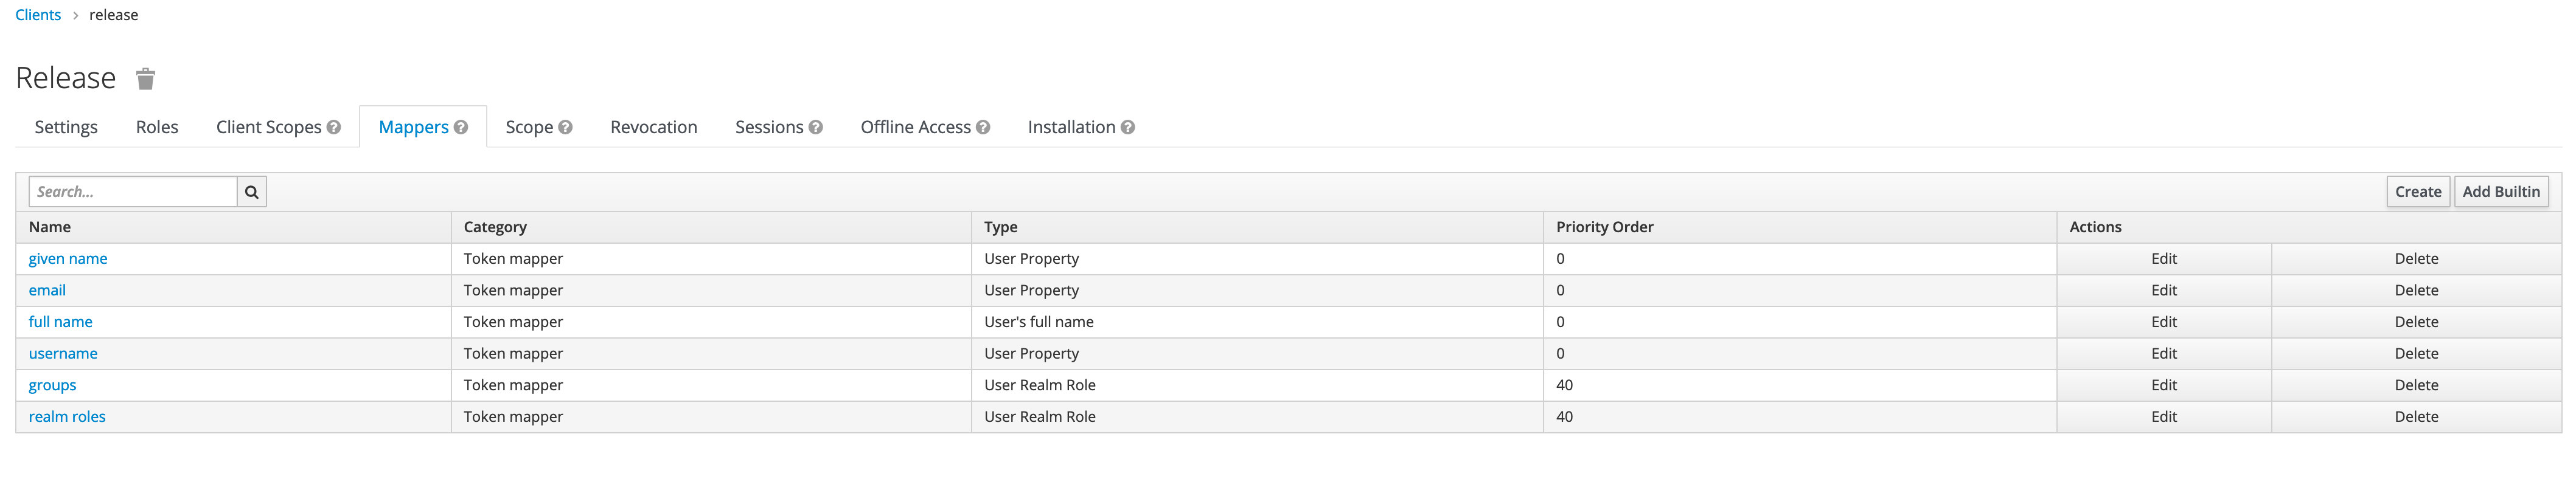 Clients > release
Release
Settings Roles Client Scopes Mappers Scope Revocation Sessions Offline Access Installation
Search... Create Add Builtin
Name Category Type Priority Order Actions
given name Token mapper User Property 0 Edit Delete
email Token mapper User Property 0 Edit Delete
full name Token mapper User's full name 0 Edit Delete
username Token mapper User Property 0 Edit Delete
groups Token mapper User Realm Role 40 Edit Delete
realm roles Token mapper User Realm Role 40 Edit Delete